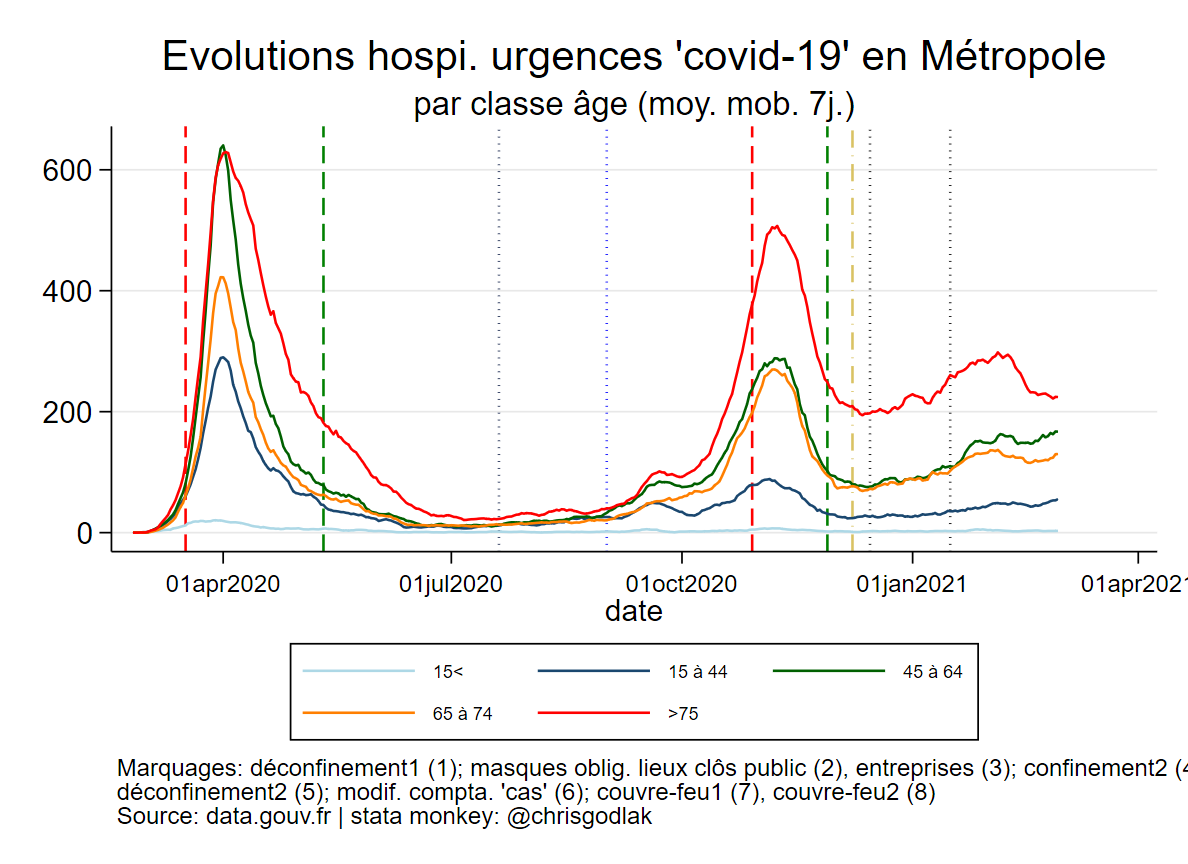 Evolutions hospi. urgences 'covid-19' en Métropole
par classe âge (moy. mob. 7j.)
600
400
200
0
01apr2020 01jul2020 01oct2020 01jan2021 01apr2021
date
15< 15 à 44 45 à 64
65 à 74 >75
Marquages: déconfinement1 (1); masques oblig. lieux clôs public (2), entreprises (3); confinement2 (4
déconfinement2 (5); modif. compta. 'cas' (6); couvre-feu1 (7), couvre-feu2 (8)
Source: data.gouv.fr | stata monkey: @chrisgodlak